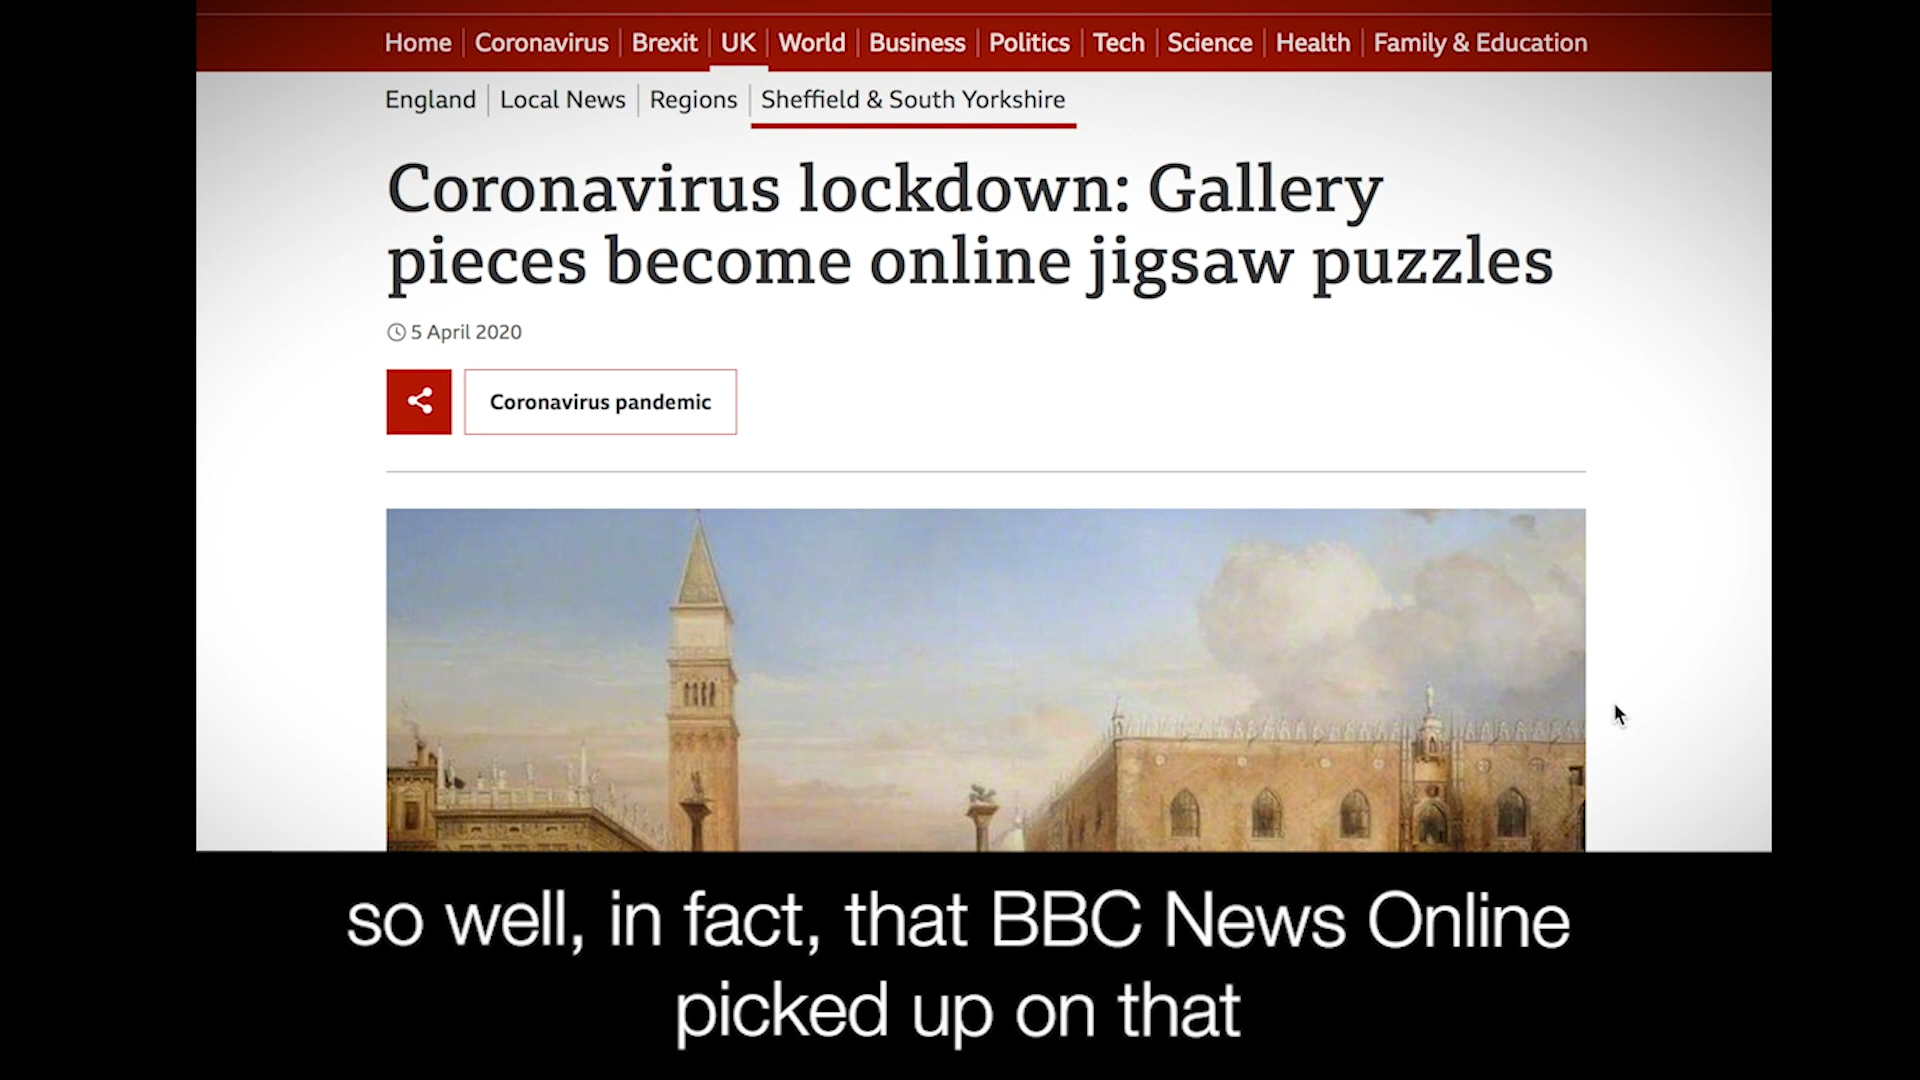 Home Coronavirus Brexit UK World Business Politics Tech Science Health Family & Education
England Local News Regions Sheffield & South Yorkshire
Coronavirus lockdown: Gallery
pieces become online jigsaw puzzles
5 April 2020
Coronavirus pandemic
so well, in fact, that BBC News Online
picked up on that